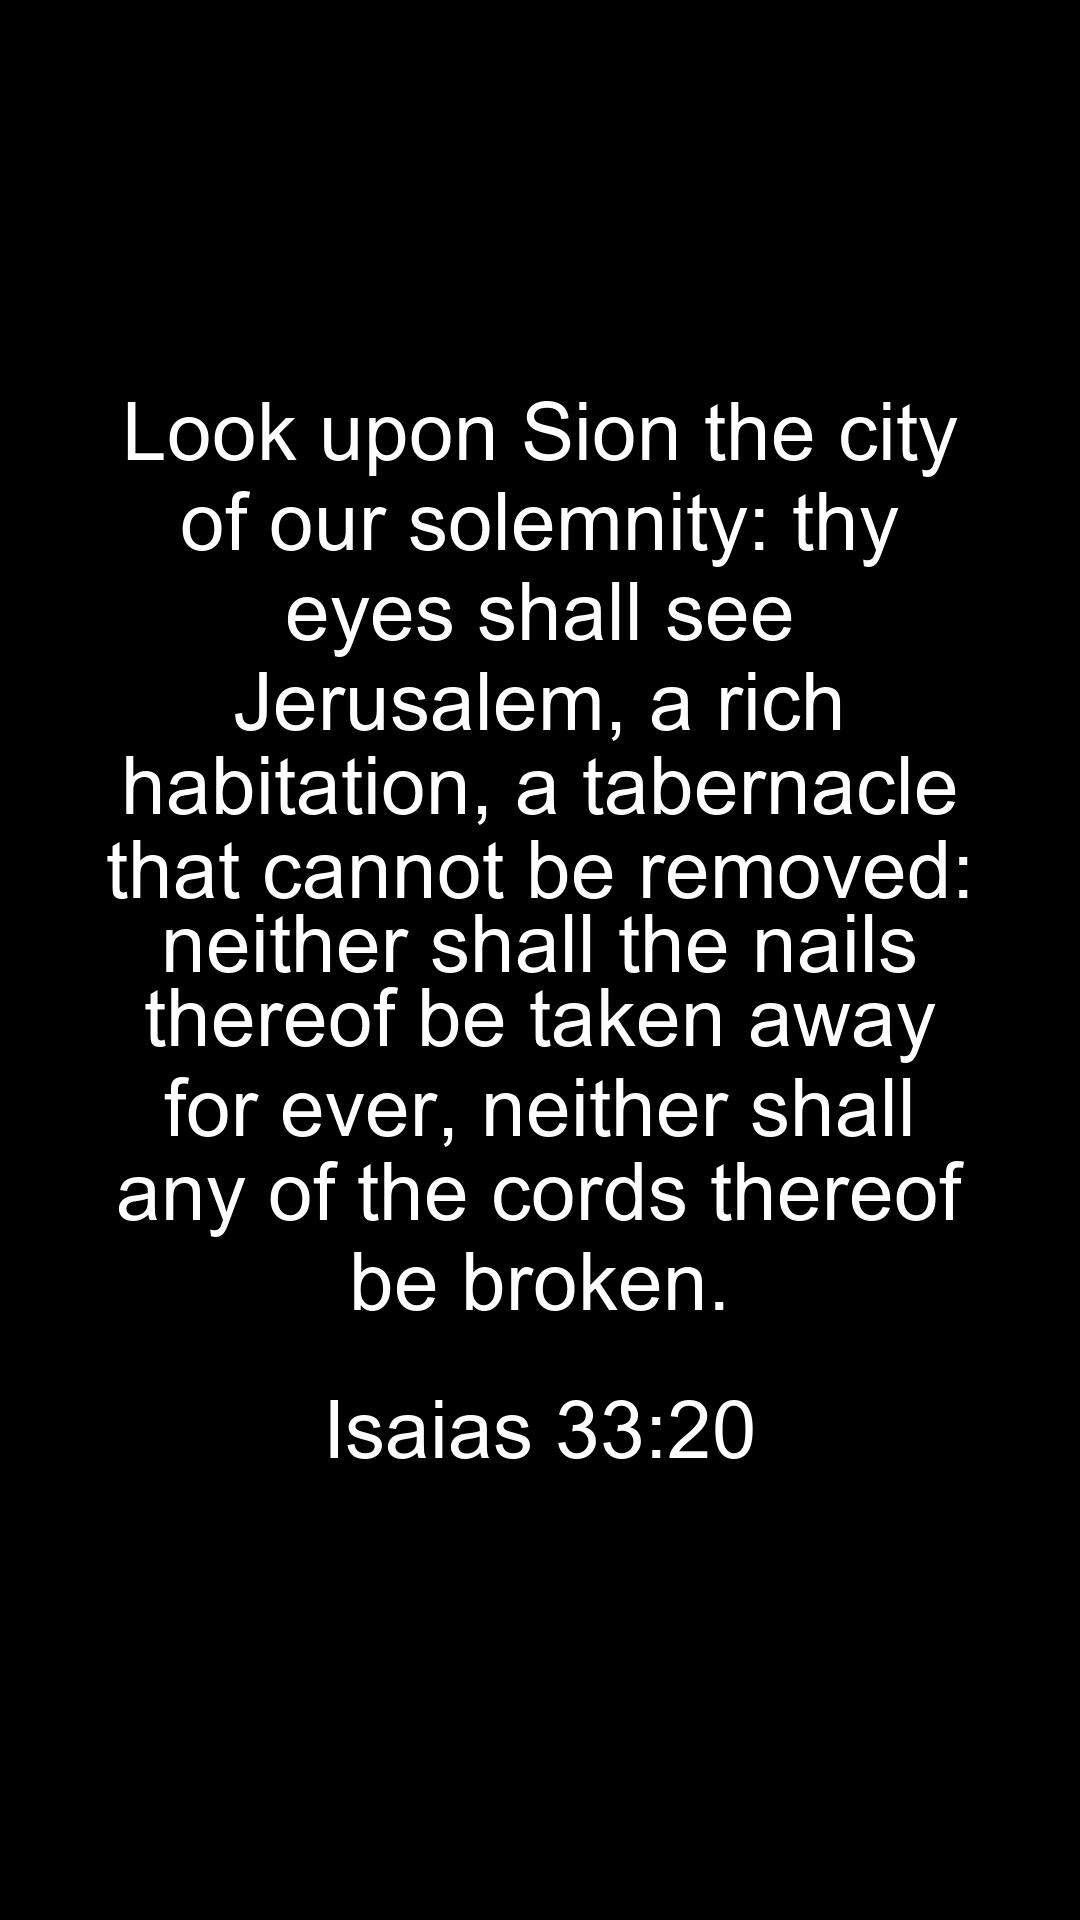 Look upon Sion the city
of our solemnity: thy
eyes shall see
Jerusalem, a rich
habitation, a tabernacle
that cannot be removed:
neither shall the nails
thereof be taken away
for ever, neither shall
any of the cords thereof
be broken.
Isaias 33:20